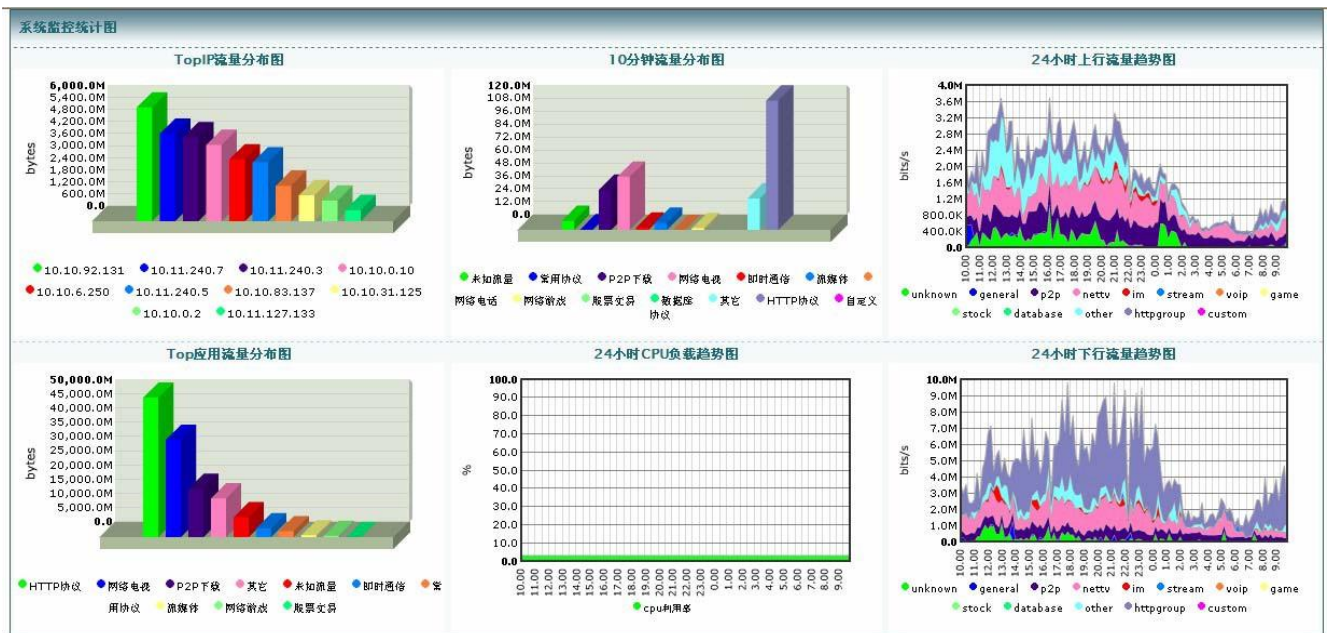 系统监控统计图
TopIP流量分布图
6,000.0M
5,400.0M
4,800.0M
4,200.0M
3,600.0M
3,000.0M
2,400.0M
1,800.0M
1,200.0M
600.0M
0.0
bytes
10.10.92.131 10.11.240.7 10.11.240.3 10.10.0.10
10.10.6.250 10.11.240.5 10.10.83.137 10.10.31.125
10.10.0.2 10.11.127.133
10分钟流量分布图
120.0M
108.0M
96.0M
84.0M
72.0M
60.0M
48.0M
36.0M
24.0M
12.0M
0.0
bytes
未知流量 常用协议 P2P下载 网络电视 即时通信 流媒体
网络电话 网络游戏 股票交易 数据库 其它 HTTP协议 自定义
协议
24小时上行流量趋势图
4.0M
3.6M
3.2M
2.8M
2.4M
2.0M
1.6M
1.2M
800.0K
400.0K
0.0
bits/s
10.00 11.00 12.00 13.00 14.00 15.00 16.00 17.00 18.00 19.00 20.00 21.00 22.00 23.00 0.00 1.00 2.00 3.00 4.00 5.00 6.00 7.00 8.00 9.00
unknown general p2p nettv im stream voip game
stock database other httpgroup custom
Top应用流量分布图
50,000.0M
45,000.0M
40,000.0M
35,000.0M
30,000.0M
25,000.0M
20,000.0M
15,000.0M
10,000.0M
5,000.0M
0.0
bytes
HTTP协议 网络电视 P2P下载 其它 未知流量 即时通信 常
用协议 流媒体 网络游戏 股票交易
24小时CPU负载趋势图
100.0
90.0
80.0
70.0
60.0
50.0
40.0
30.0
20.0
10.0
0.0
%
10.00 11.00 12.00 13.00 14.00 15.00 16.00 17.00 18.00 19.00 20.00 21.00 22.00 23.00 0.00 1.00 2.00 3.00 4.00 5.00 6.00 7.00 8.00 9.00
cpu利用率
24小时下行流量趋势图
10.0M
9.0M
8.0M
7.0M
6.0M
5.0M
4.0M
3.0M
2.0M
1.0M
0.0
bits/s
10.00 11.00 12.00 13.00 14.00 15.00 16.00 17.00 18.00 19.00 20.00 21.00 22.00 23.00 0.00 1.00 2.00 3.00 4.00 5.00 6.00 7.00 8.00 9.00
unknown general p2p nettv im stream voip game
stock database other httpgroup custom